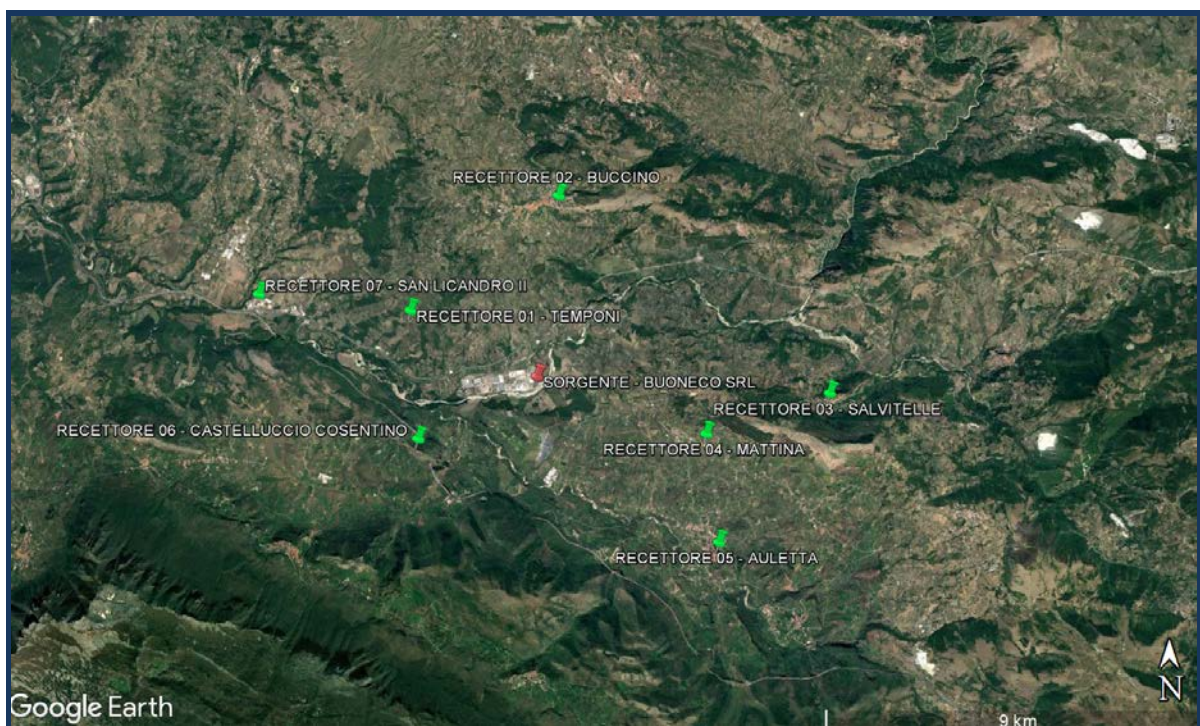 RECETTORE 02 - BUCCINO
RECETTORE 07 - SAN LICANDRO II
RECETTORE 01 - TEMPONI
SORGENTE - BUONECO SRL
RECETTORE 03 - SALVITELLE
RECETTORE 06 - CASTELLUCCIO COSENTINO
RECETTORE 04 - MATTINA
RECETTORE 05 - AULETTA
N
Google Earth
9 km